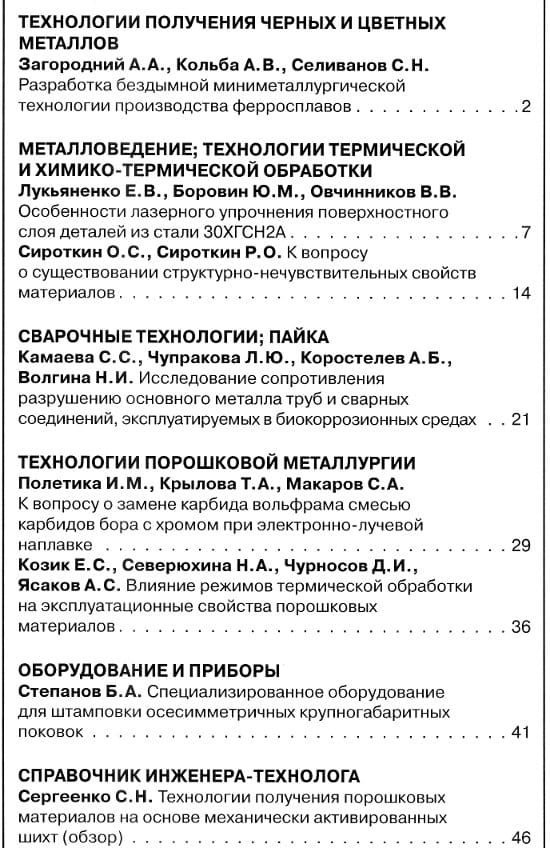 ТЕХНОЛОГИИ ПОЛУЧЕНИЯ ЧЕРНЫХ И ЦВЕТНЫХ
МЕТАЛЛОВ
Загородний А.А., Кольба А.В., Селиванов С.Н.
Разработка бездымной миниметаллургической
технологии производства ферросплавов . . . . . . . . . . . . 2
МЕТАЛЛОВЕДЕНИЕ; ТЕХНОЛОГИИ ТЕРМИЧЕСКОЙ
И ХИМИКО-ТЕРМИЧЕСКОЙ ОБРАБОТКИ
Лукьяненко Е.В., Боровин Ю.М., Овчинников В.В.
Особенности лазерного упрочнения поверхностного
слоя деталей из стали 30ХГСН2А . . . . . . . . . . . . . . . . . 7
Сироткин О.С., Сироткин Р.О. К вопросу
о существовании структурно-нечувствительных свойств
материалов . . . . . . . . . . . . . . . . . . . . . . . . . . . . 14
СВАРОЧНЫЕ ТЕХНОЛОГИИ; ПАЙКА
Камаева С.С., Чупракова Л.Ю., Коростелев А.Б.,
Волгина Н.И. Исследование сопротивления
разрушению основного металла труб и сварных
соединений, эксплуатируемых в биокоррозионных средах . . 21
ТЕХНОЛОГИИ ПОРОШКОВОЙ МЕТАЛЛУРГИИ
Полетика И.М., Крылова Т.А., Макаров С.А.
К вопросу о замене карбида вольфрама смесью
карбидов бора с хромом при электронно-лучевой
наплавке . . . . . . . . . . . . . . . . . . . . . . . . . . . . . 29
Козик Е.С., Северюхина Н.А., Чурносов Д.И.,
Ясаков А.С. Влияние режимов термической обработки
на эксплуатационные свойства порошковых
материалов . . . . . . . . . . . . . . . . . . . . . . . . . . . . 36
ОБОРУДОВАНИЕ И ПРИБОРЫ
Степанов Б.А. Специализированное оборудование
для штамповки осесимметричных крупногабаритных
поковок . . . . . . . . . . . . . . . . . . . . . . . . . . . . . . 41
СПРАВОЧНИК ИНЖЕНЕРА-ТЕХНОЛОГА
Сергеенко С.Н. Технологии получения порошковых
материалов на основе механически активированных
шихт (обзор) . . . . . . . . . . . . . . . . . . . . . . . . . . . 46